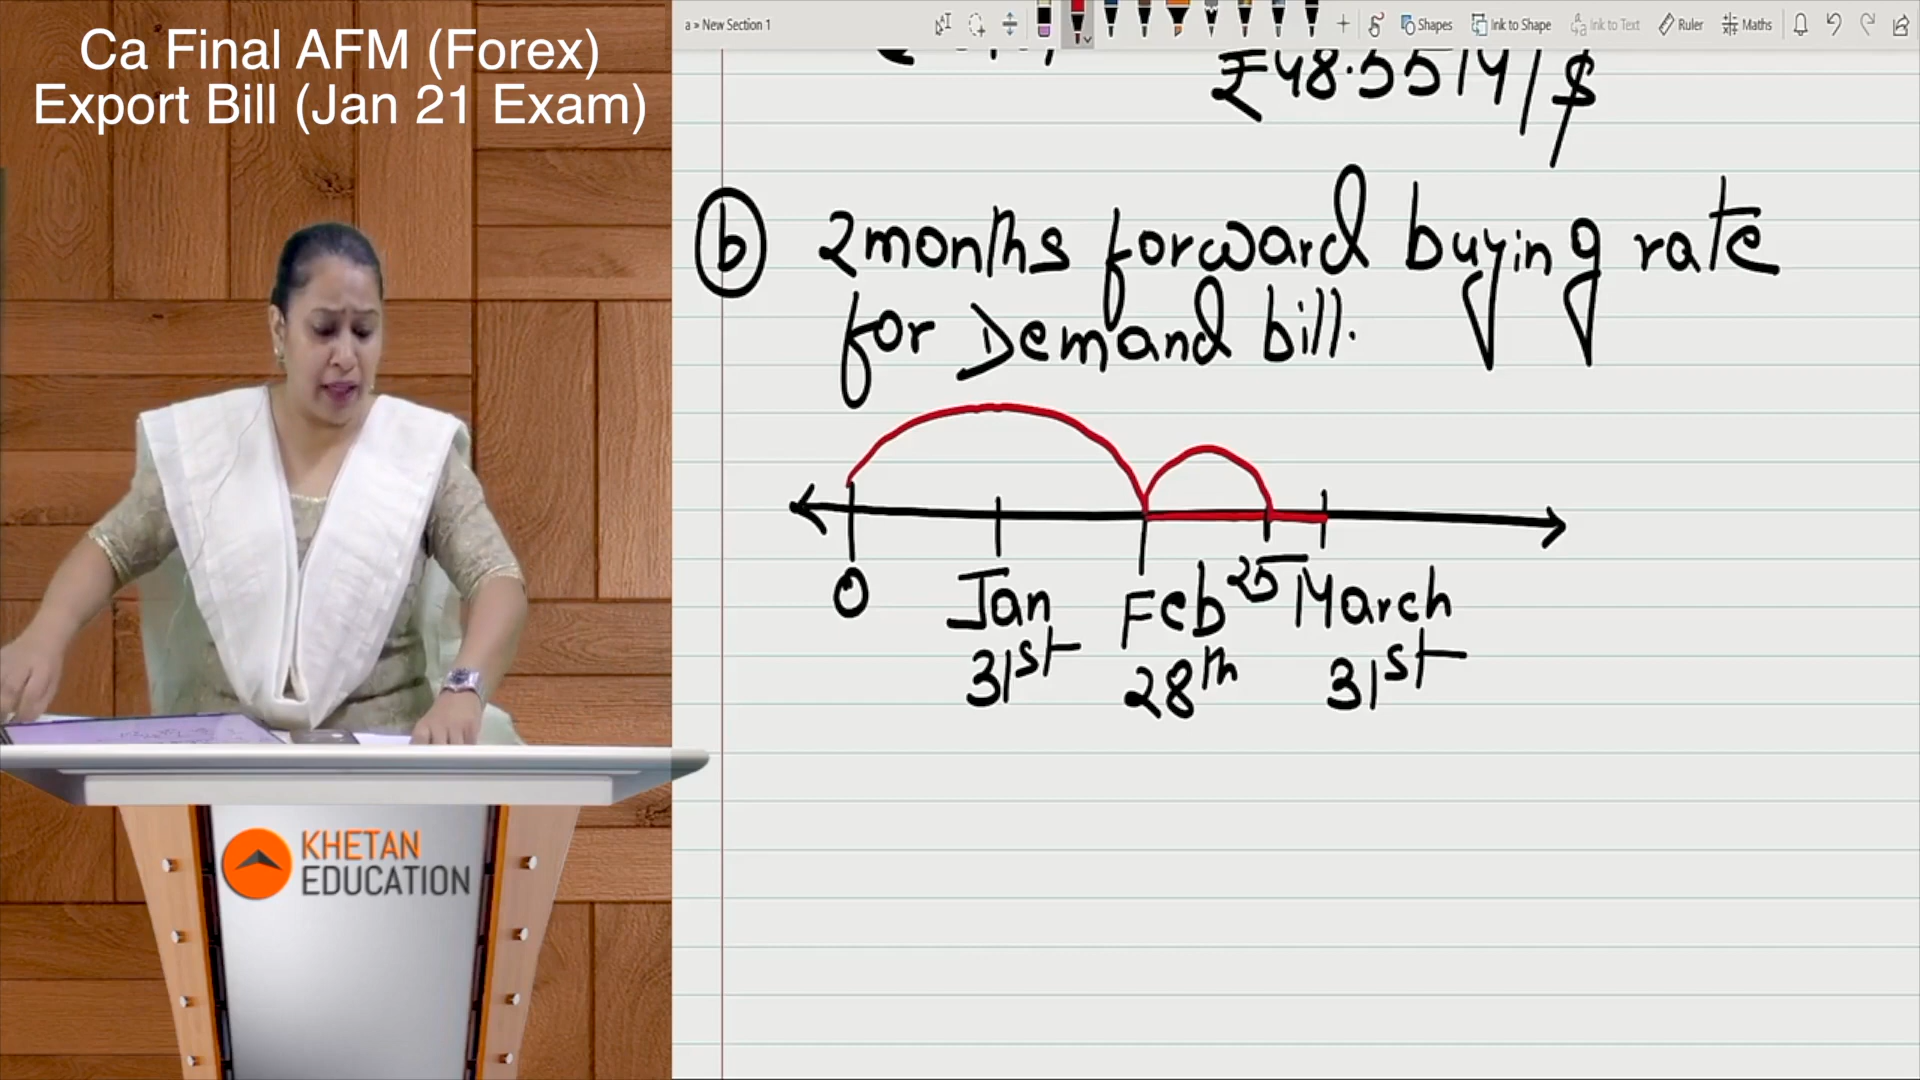 Ca Final AFM (Forex)
Export Bill (Jan 21 Exam)
KHETAN
EDUCATION
a » New Section 1
Shapes
Ink to Shape
Ink to Text
Ruler
Maths
₹48.5514/$
b 2 months forward buying rate
for Demand bill.
0 Jan Feb 25 March
31st 28th 31st